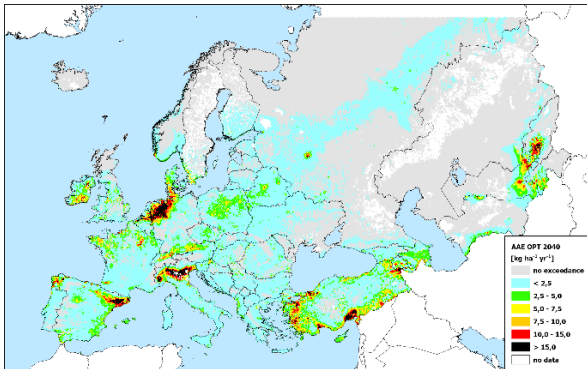 AAE OPT 2040
[kg ha⁻¹ yr⁻¹]
no exceedance
< 2,5
2,5 - 5,0
5,0 - 7,5
7,5 - 10,0
10,0 - 15,0
> 15,0
no data